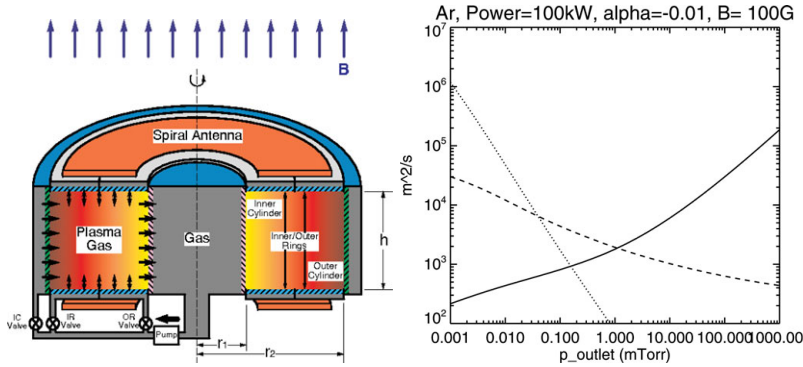 B
Spiral Antenna
Plasma
Gas
Gas
Inner
Cylinder
Inner/Outer
Rings
Outer
Cylinder
h
IC
Valve
IR
Valve
OR
Valve
Pump
r1
r2
Ar, Power=100kW, alpha=-0.01, B= 100G
10^7
10^6
10^5
10^4
10^3
10^2
m^2/s
0.001 0.010 0.100 1.000 10.000 100.000 1000.00
p_outlet (mTorr)